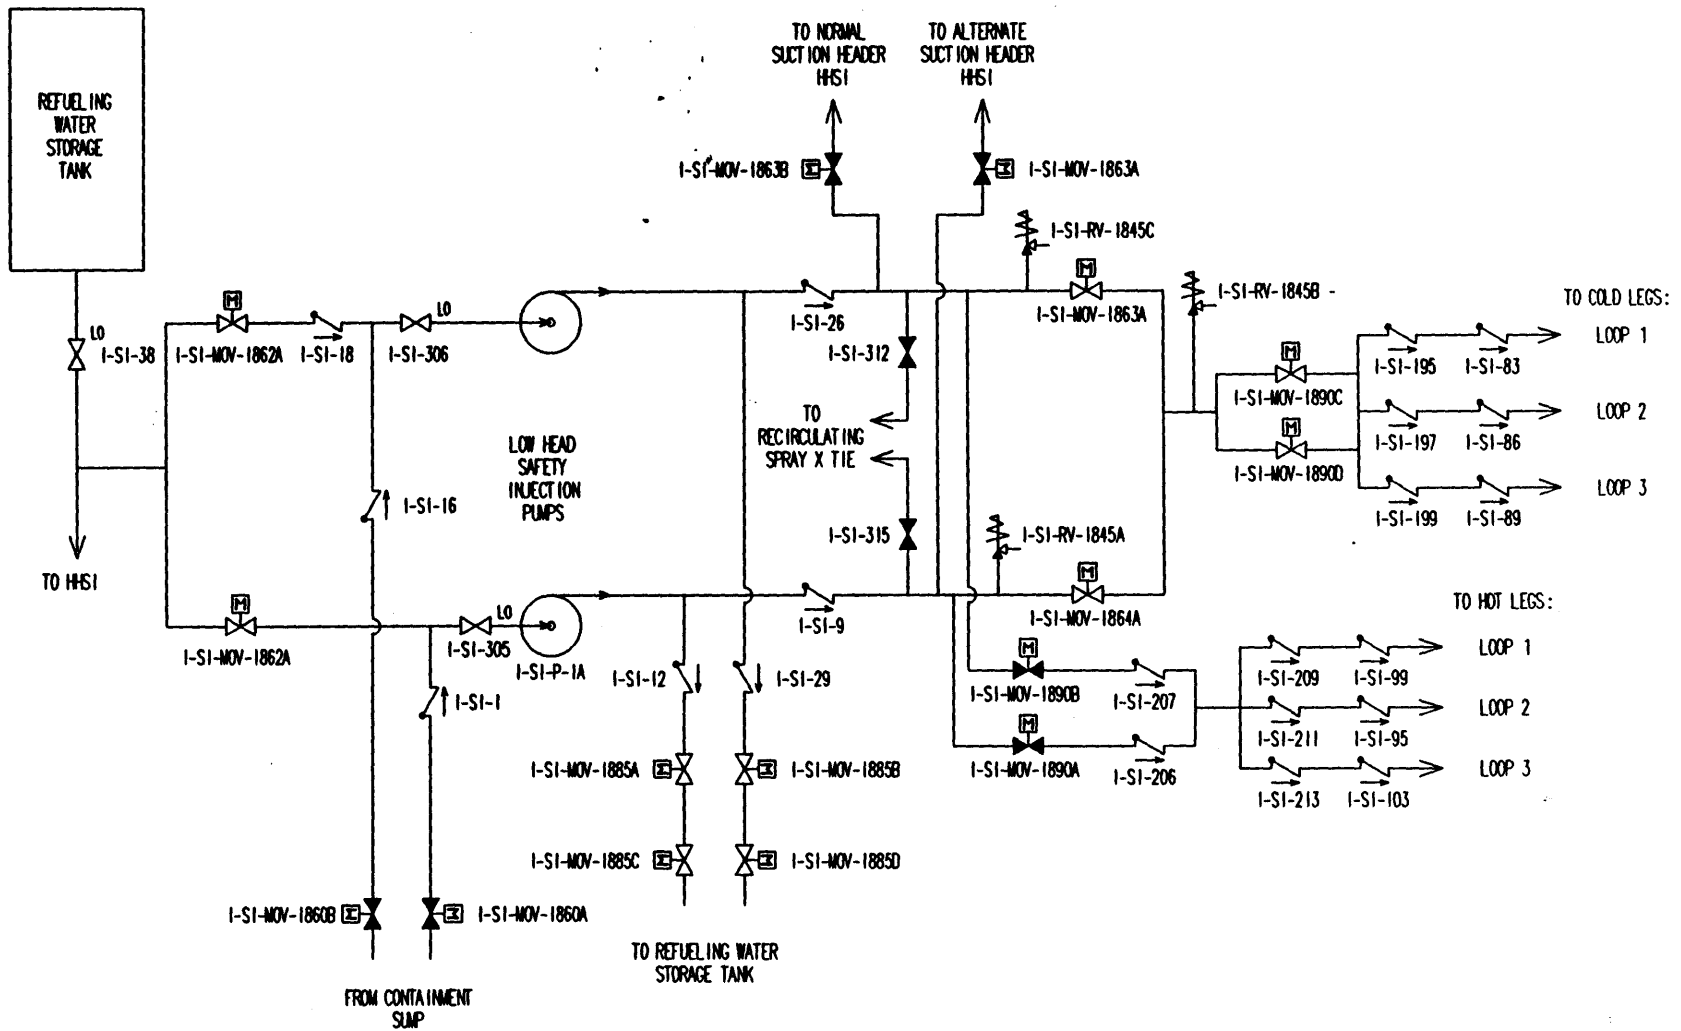 REFUELING
WATER
STORAGE
TANK
TO NORMAL
SUCTION HEADER
HHSI
TO ALTERNATE
SUCTION HEADER
HHSI
1-SI-MOV-1863B
1-SI-MOV-1863A
1-SI-RV-1845C
1-SI-RV-1845B
TO COLD LEGS:
LO
1-SI-38
M
1-SI-MOV-1862A
1-SI-18
LO
1-SI-306
1-SI-26
M
1-SI-MOV-1863A
1-SI-312
TO
RECIRCULATING
SPRAY X TIE
1-SI-315
M
1-SI-MOV-1890C
M
1-SI-MOV-1890D
1-SI-195
1-SI-83
LOOP 1
1-SI-197
1-SI-86
LOOP 2
1-SI-199
1-SI-89
LOOP 3
LOW HEAD
SAFETY
INJECTION
PUMPS
1-SI-16
TO HHSI
1-SI-RV-1845A
M
1-SI-MOV-1862A
LO
1-SI-305
1-SI-P-1A
1-SI-9
M
1-SI-MOV-1864A
TO HOT LEGS:
1-SI-1
1-SI-12
1-SI-29
M
1-SI-MOV-1890B
1-SI-207
M
1-SI-MOV-1890A
1-SI-206
1-SI-209
1-SI-99
LOOP 1
1-SI-211
1-SI-95
LOOP 2
1-SI-213
1-SI-103
LOOP 3
1-SI-MOV-1885A
M
M
1-SI-MOV-1885B
1-SI-MOV-1885C
M
M
1-SI-MOV-1885D
1-SI-MOV-1860B
M
M
1-SI-MOV-1860A
TO REFUELING WATER
STORAGE TANK
FROM CONTAINMENT
SUMP